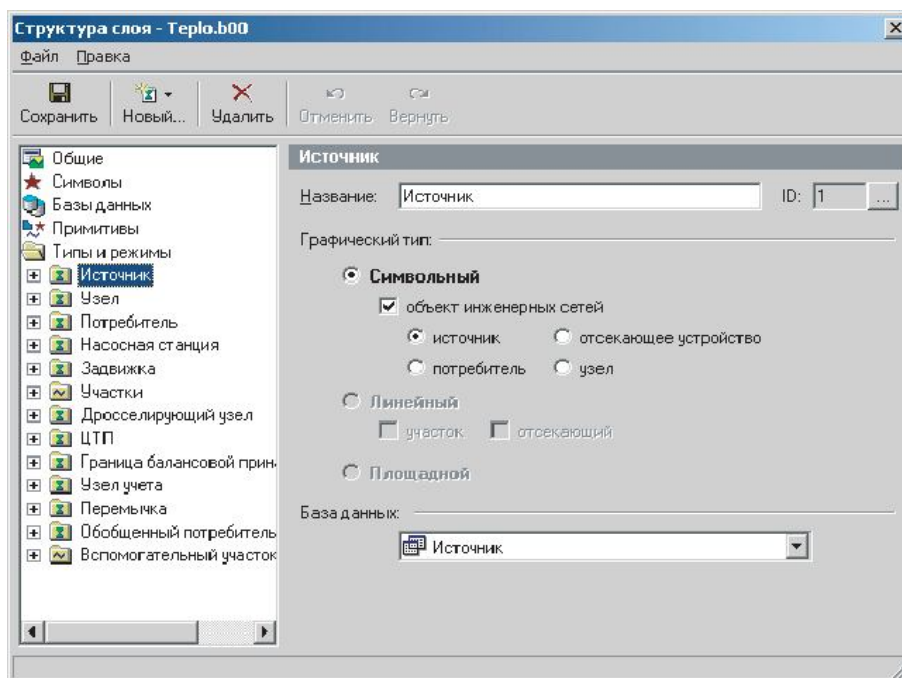 Структура слоя - Teplo.b00
Файл Правка
Сохранить Новый... Удалить Отменить Вернуть
Общие
Символы
Базы данных
Примитивы
Типы и режимы
Источник
Узел
Потребитель
Насосная станция
Задвижка
Участки
Дросселирующий узел
ЦТП
Граница балансовой прин
Узел учета
Перемычка
Обобщенный потребитель
Вспомогательный участок
Источник
Название: Источник ID: 1 ...
Графический тип:
Символьный
объект инженерных сетей
источник отсекающее устройство
потребитель узел
Линейный
участок отсекающий
Площадной
База данных:
Источник